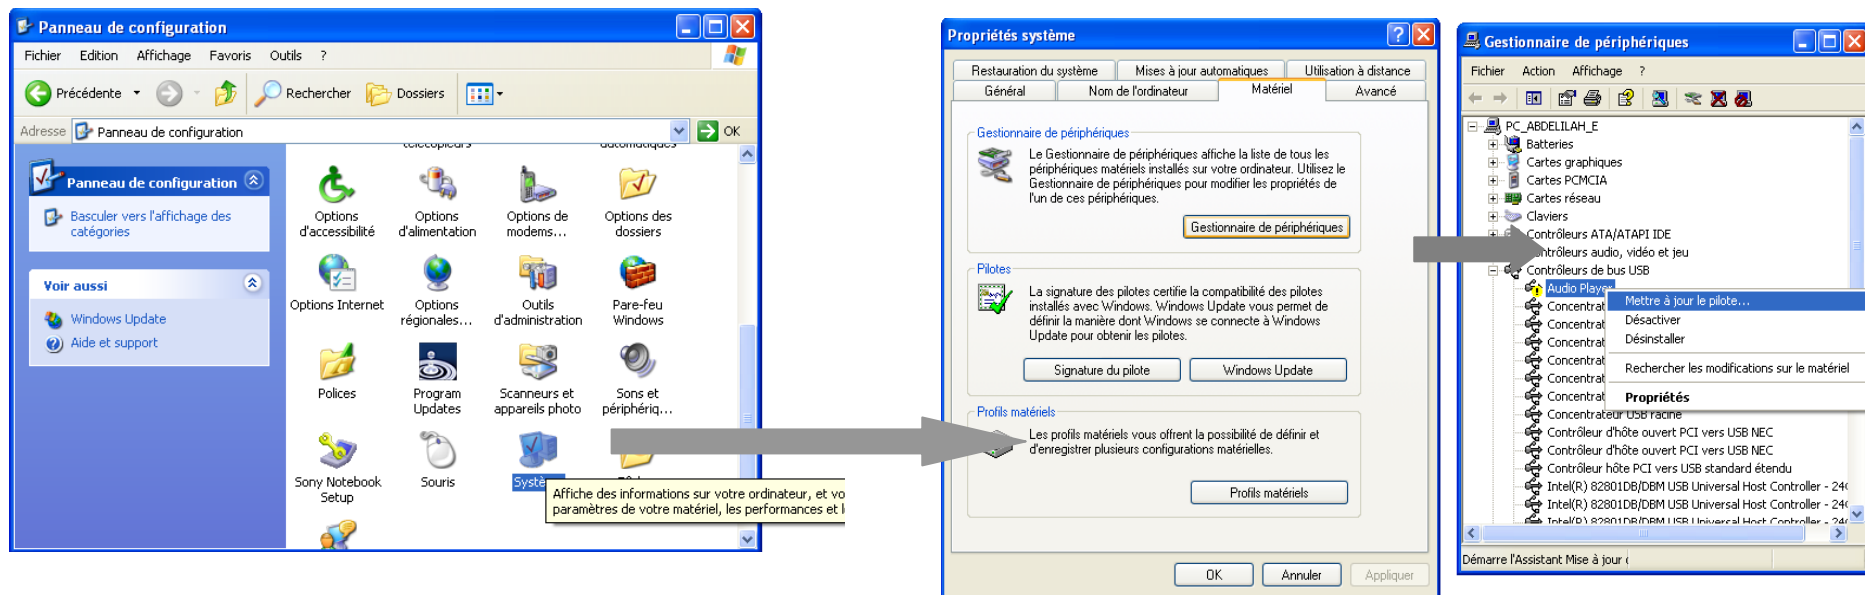 Panneau de configuration
Fichier Edition Affichage Favoris Outils ?
Précédente Rechercher Dossiers
Adresse Panneau de configuration OK
Panneau de configuration
Basculer vers l'affichage des
catégories
Voir aussi
Windows Update
Aide et support
télécopieurs automatiques
Options
d'accessibilité
Options
d'alimentation
Options de
modems...
Options des
dossiers
Options Internet
Options
régionales...
Outils
d'administration
Pare-feu
Windows
Polices
Program
Updates
Scanneurs et
appareils photo
Sons et
périphériq...
Sony Notebook
Setup
Souris
Affiche des informations sur votre ordinateur, et
paramètres de votre matériel, les performances et
Propriétés système
Restauration du système Mises à jour automatiques Utilisation à distance
Général Nom de l'ordinateur Matériel Avancé
Gestionnaire de périphériques
Le Gestionnaire de périphériques affiche la liste de tous les
périphériques matériels installés sur votre ordinateur. Utilisez le
Gestionnaire de périphériques pour modifier les propriétés de
l'un de ces périphériques.
Gestionnaire de périphériques
Pilotes
La signature des pilotes certifie la compatibilité des pilotes
installés avec Windows. Windows Update vous permet de
définir la manière dont Windows se connecte à Windows
Update pour obtenir les pilotes.
Signature du pilote Windows Update
Profils matériels
Les profils matériels vous offrent la possibilité de définir et
d'enregistrer plusieurs configurations matérielles.
Profils matériels
OK Annuler Appliquer
Gestionnaire de périphériques
Fichier Action Affichage ?
PC_ABDELILAH_E
Batteries
Cartes graphiques
Cartes PCMCIA
Cartes réseau
Claviers
Contrôleurs ATA/ATAPI IDE
Contrôleurs audio, vidéo et jeu
Contrôleurs de bus USB
Audio Player
Concentrat
Concentrat
Concentrat
Concentrat
Concentrat
Concentrat
Concentrateur USB racine
Contrôleur d'hôte ouvert PCI vers USB NEC
Contrôleur d'hôte ouvert PCI vers USB NEC
Contrôleur hôte PCI vers USB standard étendu
Intel(R) 82801DB/DBM USB Universal Host Controller - 24
Intel(R) 82801DB/DBM USB Universal Host Controller - 24
Mettre à jour le pilote...
Désactiver
Désinstaller
Rechercher les modifications sur le matériel
Propriétés
Démarre l'Assistant Mise à jour